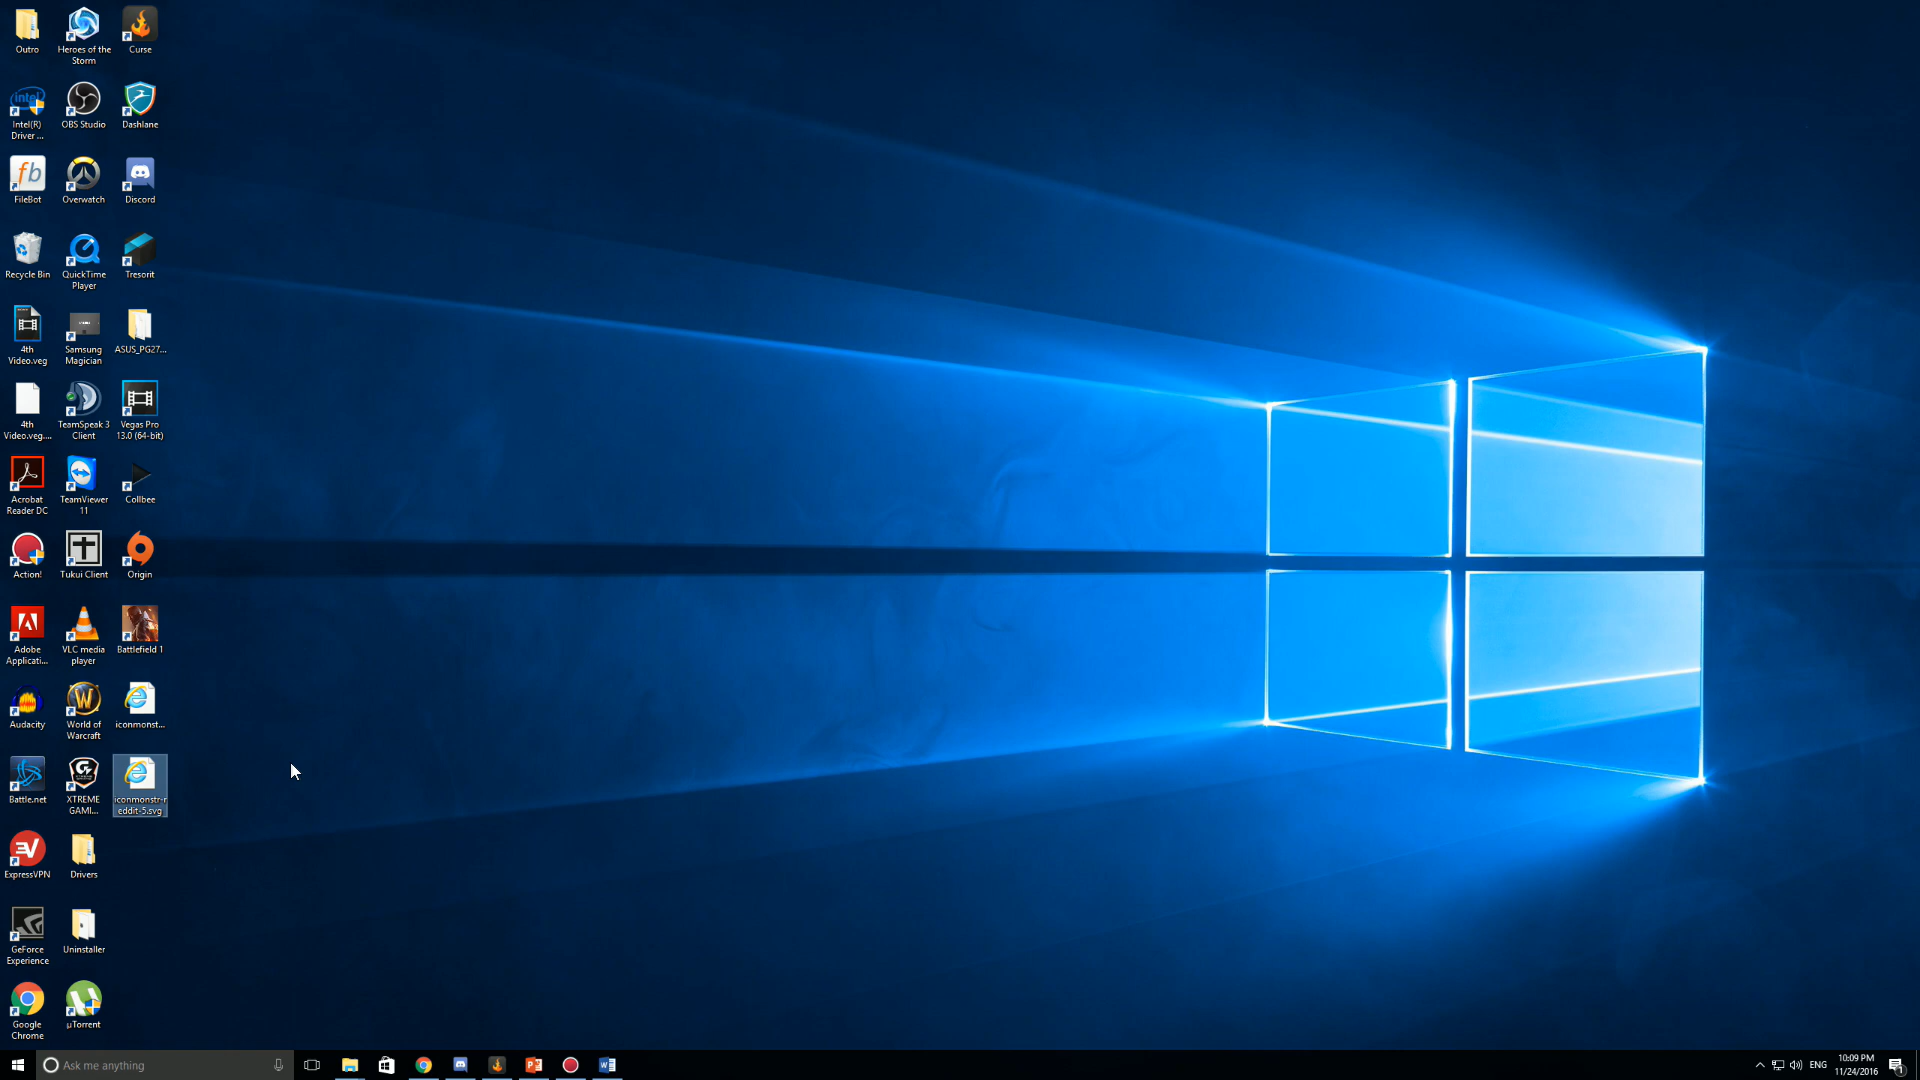 Outro
Heroes of the
Storm
Curse
Intel(R)
Driver ...
OBS Studio
Dashlane
FileBot
Overwatch
Discord
Recycle Bin
QuickTime
Player
Tresorit
4th
Video.veg
Samsung
Magician
ASUS_PG27...
4th
Video.veg....
TeamSpeak 3
Client
Vegas Pro
13.0 (64-bit)
Acrobat
Reader DC
TeamViewer
11
Collbee
Action!
Tukui Client
Origin
Adobe
Applicati...
VLC media
player
Battlefield 1
Audacity
World of
Warcraft
iconmonst...
Battle.net
XTREME
GAMI...
iconmonstr-r
eddit-5.svg
ExpressVPN
Drivers
GeForce
Experience
Uninstaller
Google
Chrome
µTorrent
Ask me anything
ENG
10:09 PM
11/24/2016